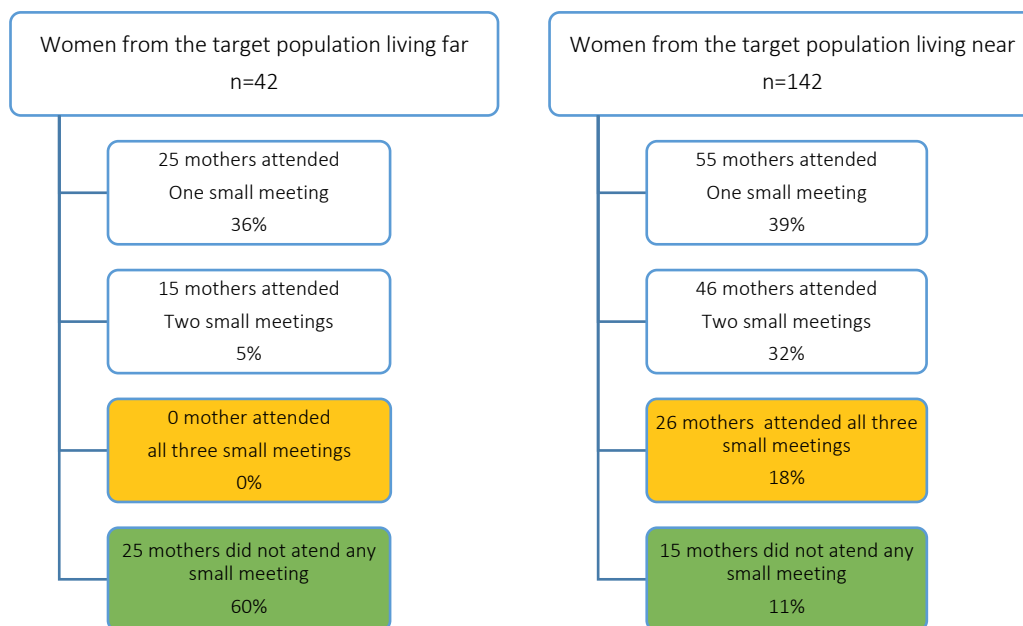 Women from the target population living far
n=42
25 mothers attended
One small meeting
36%
15 mothers attended
Two small meetings
5%
0 mother attended
all three small meetings
0%
25 mothers did not atend any
small meeting
60%
Women from the target population living near
n=142
55 mothers attended
One small meeting
39%
46 mothers attended
Two small meetings
32%
26 mothers attended all three
small meetings
18%
15 mothers did not atend any
small meeting
11%